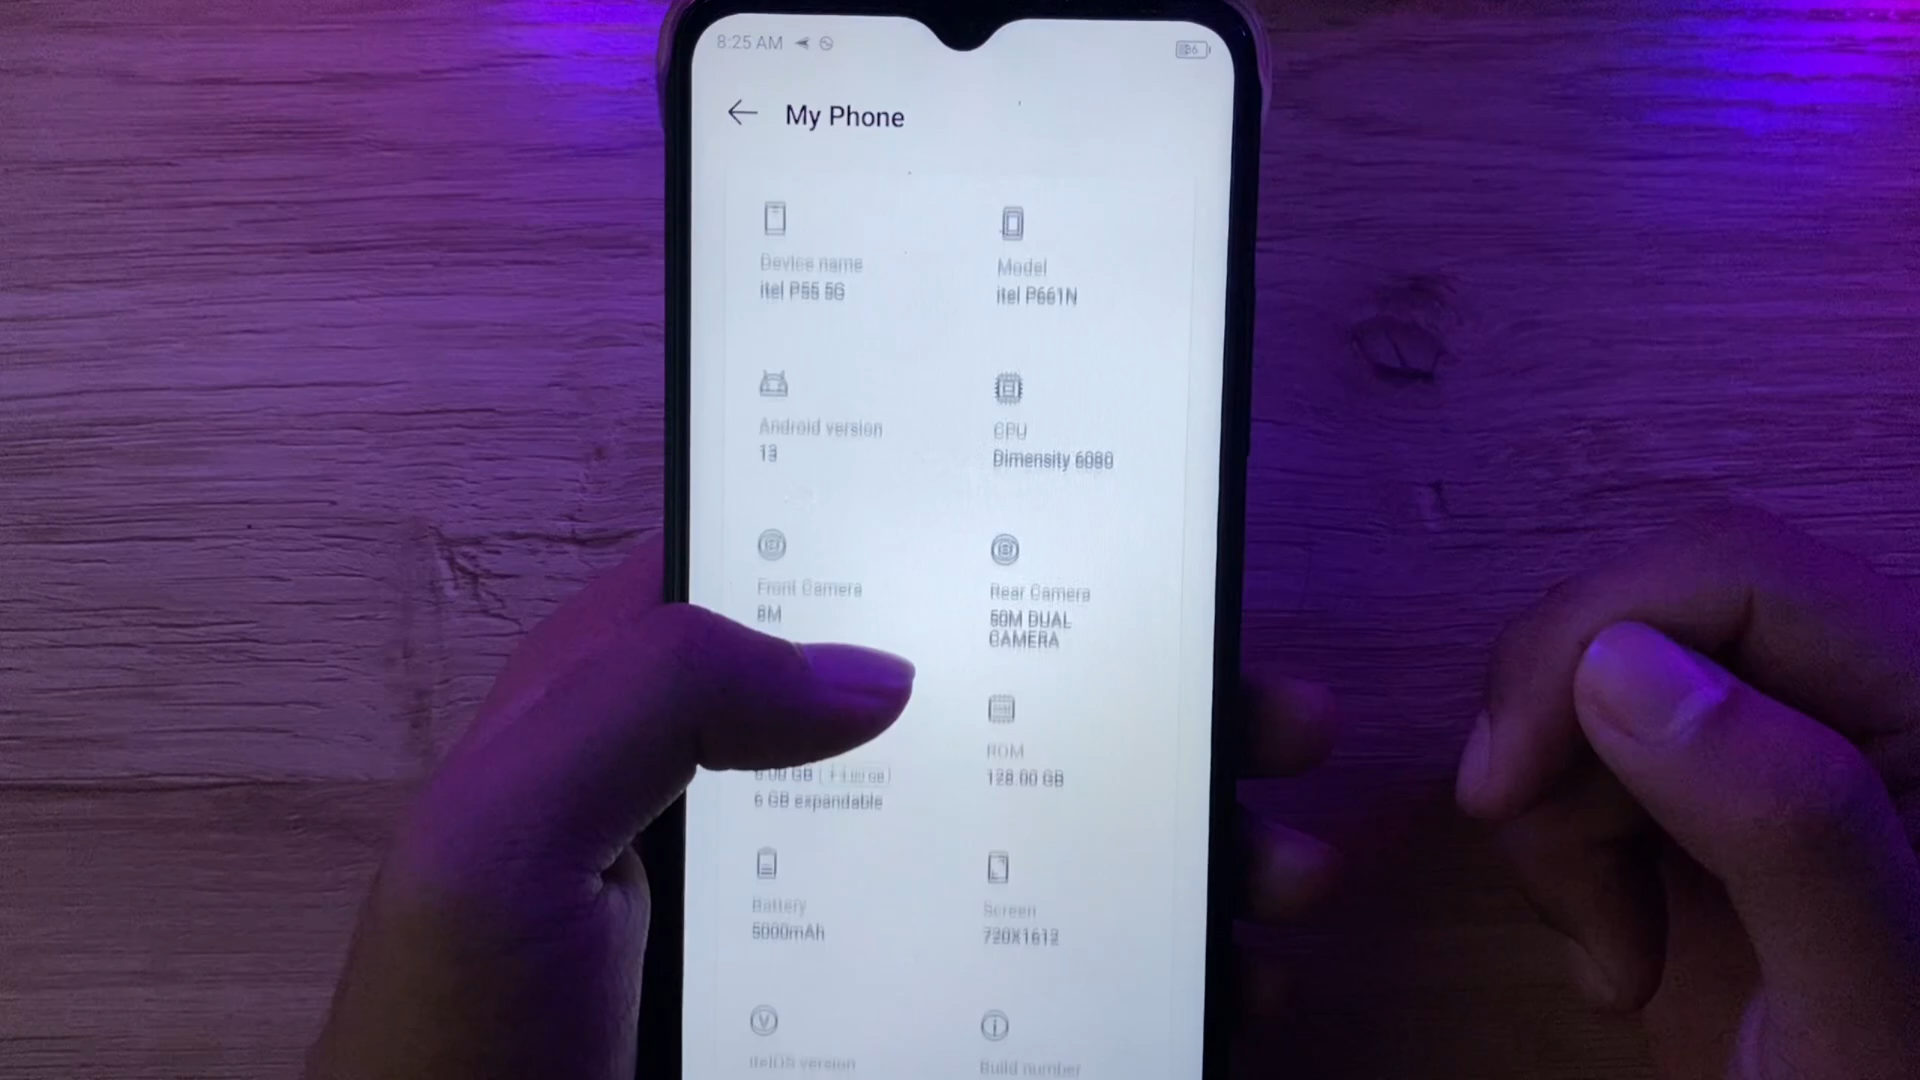 8:25 AM
My Phone
Device name
itel P55 5G
Model
itel P661N
Android version
13
CPU
Dimensity 6080
Front Camera
8M
Rear Camera
50M DUAL
CAMERA
6 GB expandable
ROM
128.00 GB
Battery
5000mAh
Screen
720X1612
itelOS version
Build number